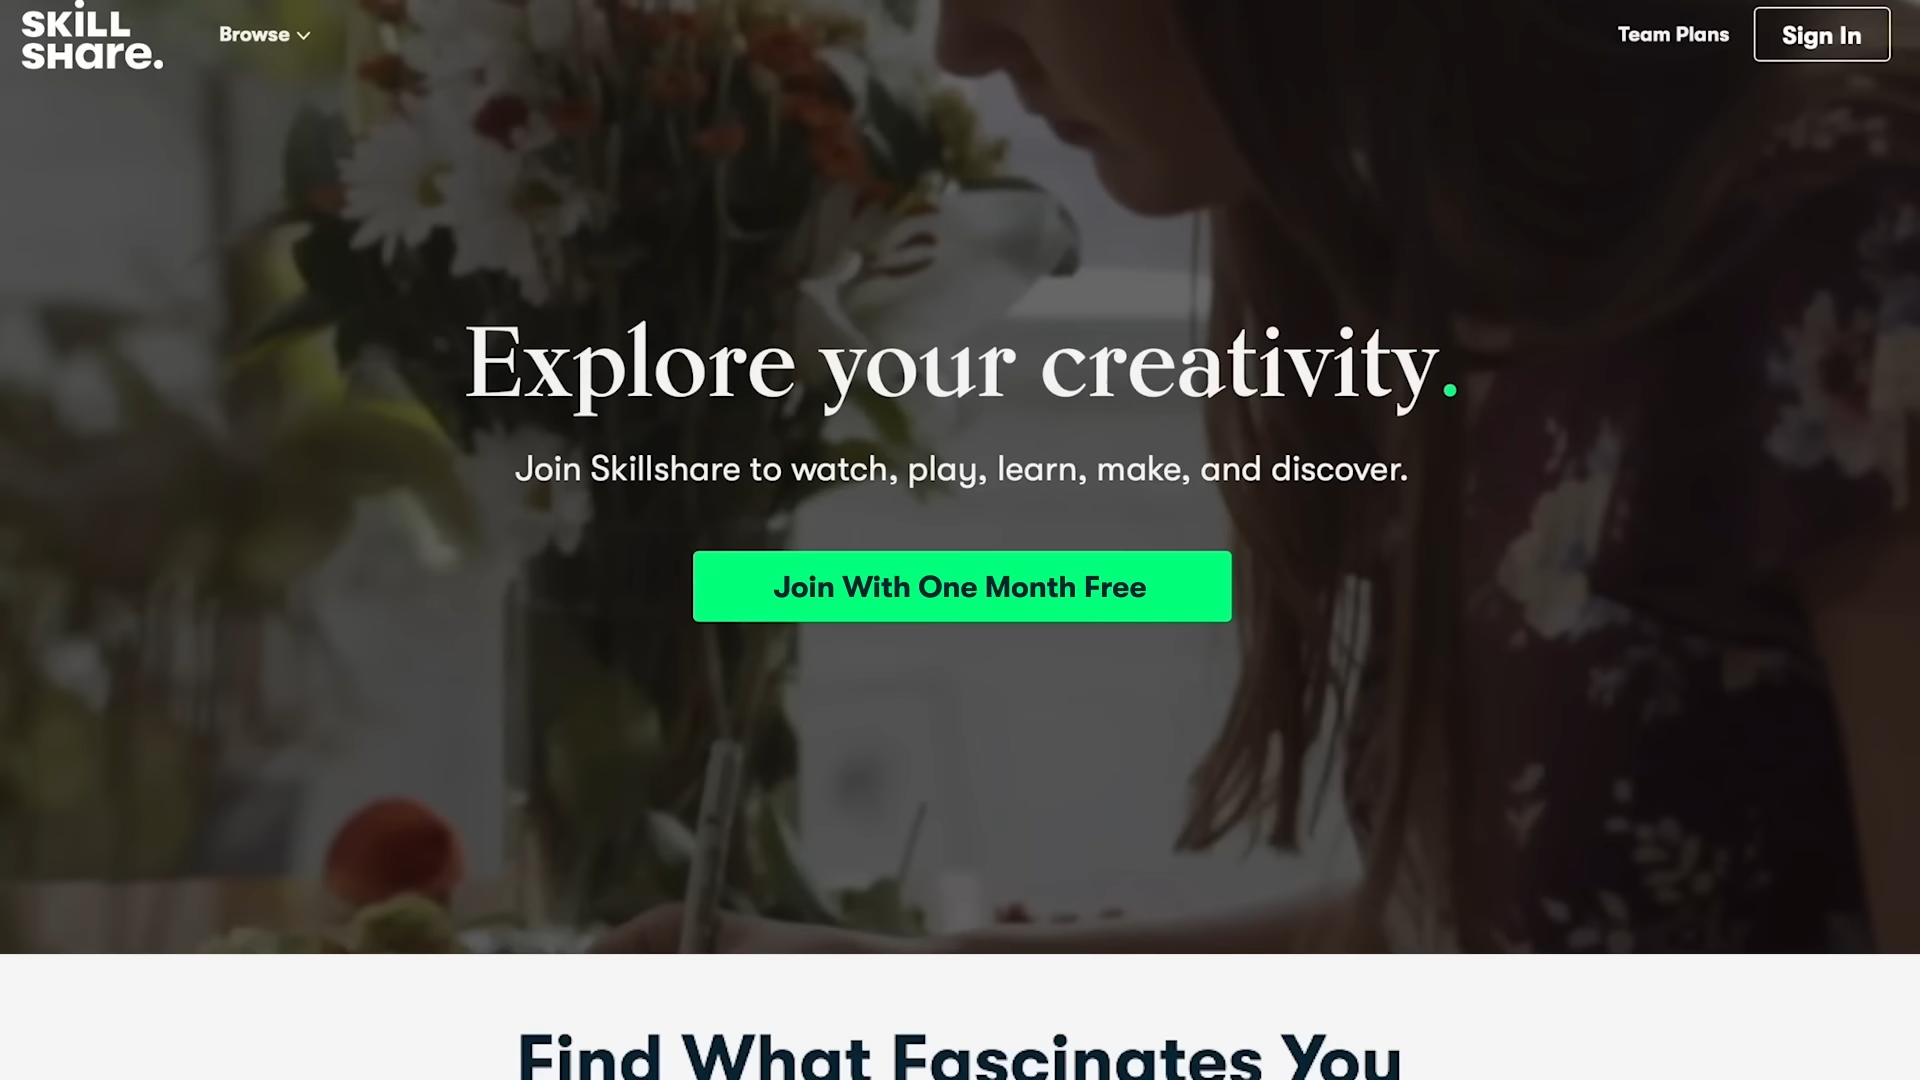 SKILL
SHare.
Browse
Team Plans
Sign In
Explore your creativity.
Join Skillshare to watch, play, learn, make, and discover.
Join With One Month Free
Find What Fascinates You